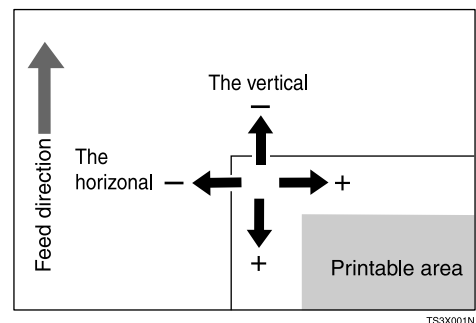 The vertical
−
Feed direction
The
horizonal − +
+
Printable area
TS3X001N